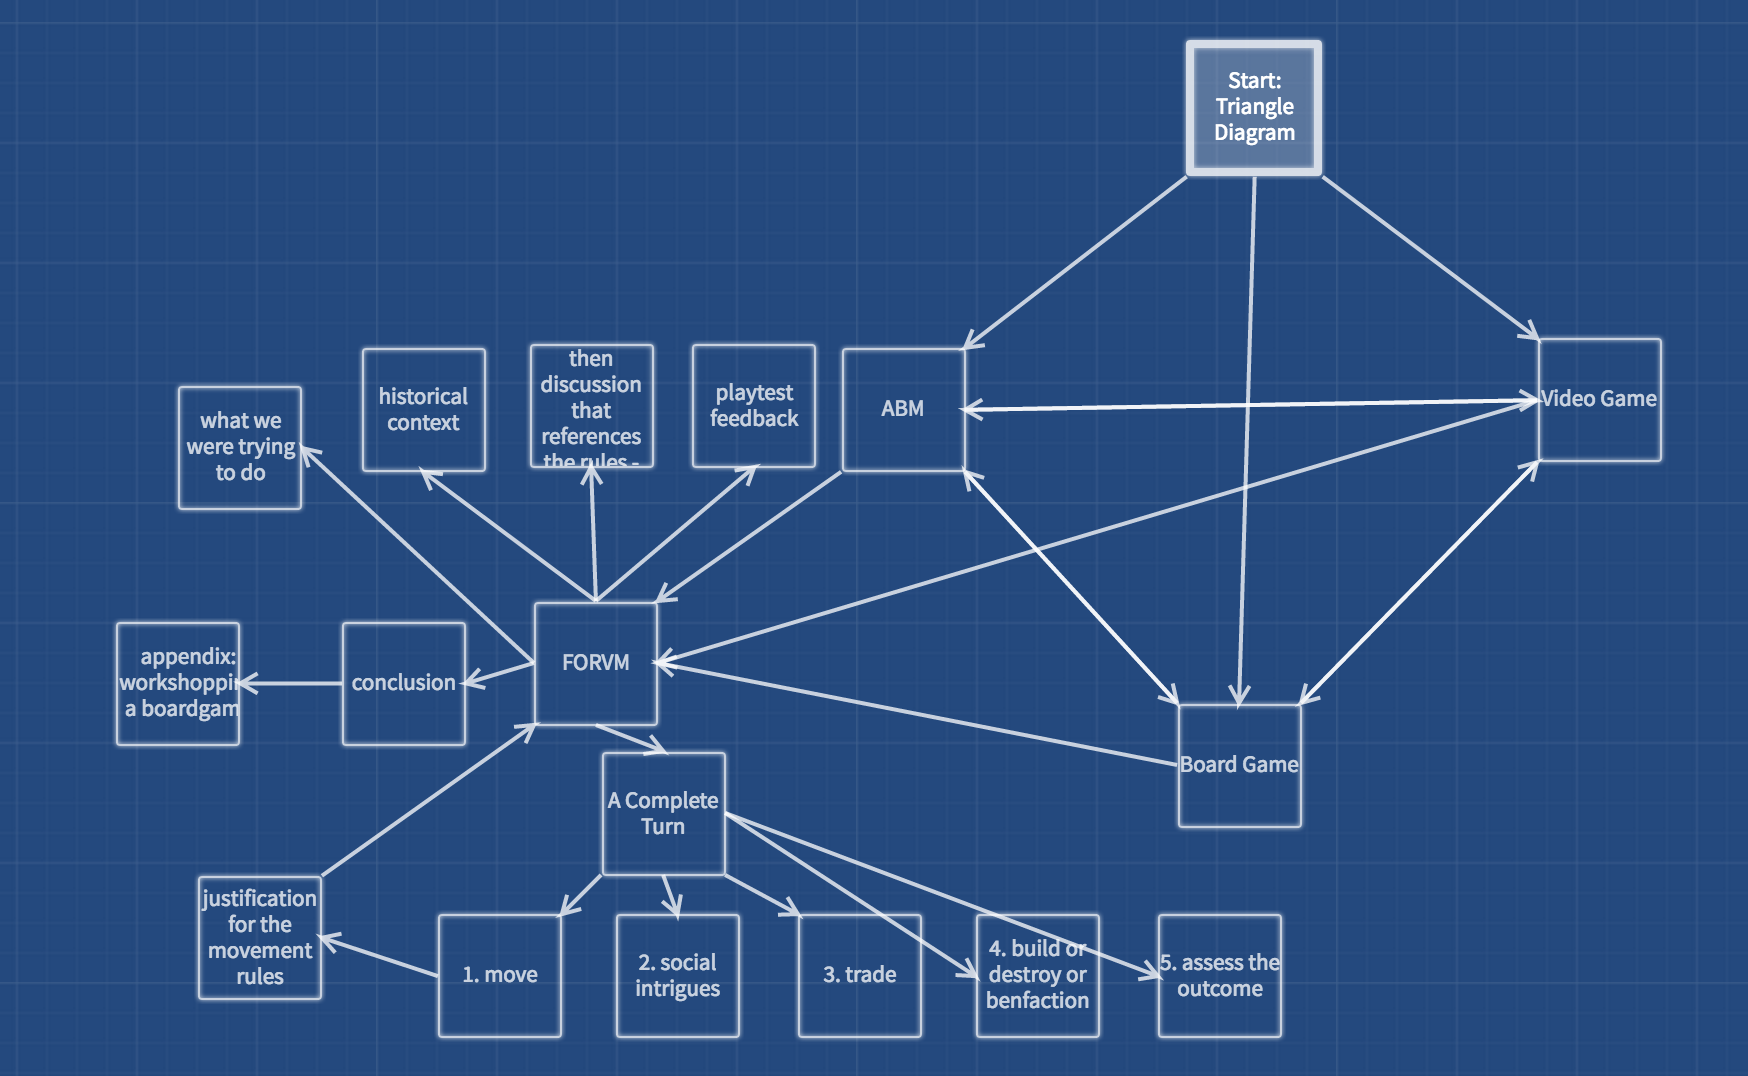 Start:
Triangle
Diagram
what we
were trying
to do
historical
context
then
discussion
that
references
the rules -
playtest
feedback
ABM
Video Game
appendix:
workshoppi
a boardgam
conclusion
FORVM
Board Game
A Complete
Turn
justification
for the
movement
rules
1. move
2. social
intrigues
3. trade
4. build or
destroy or
benfaction
5. assess the
outcome